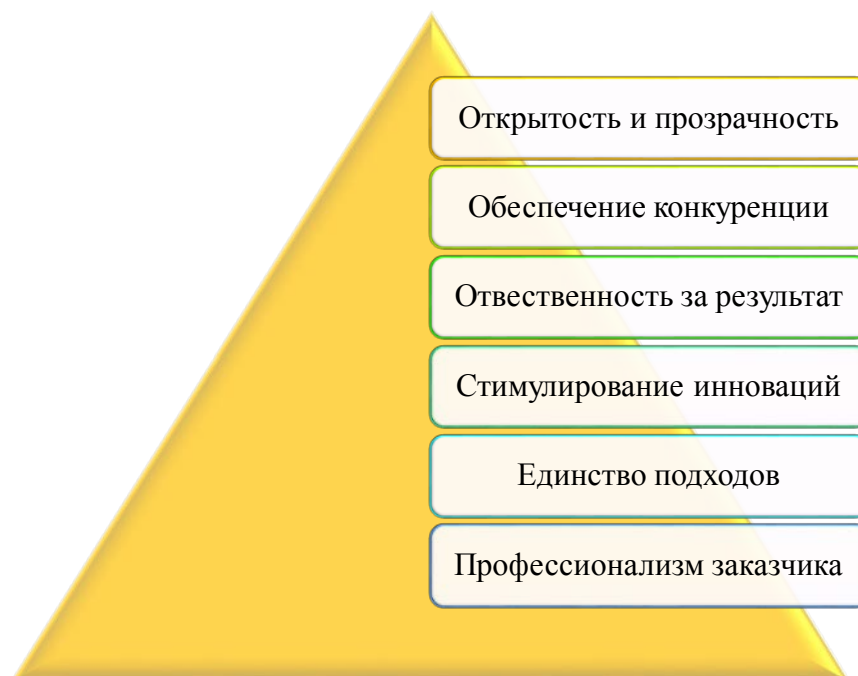 Открытость и прозрачность
Обеспечение конкуренции
Отвественность за результат
Стимулирование инноваций
Единство подходов
Профессионализм заказчика